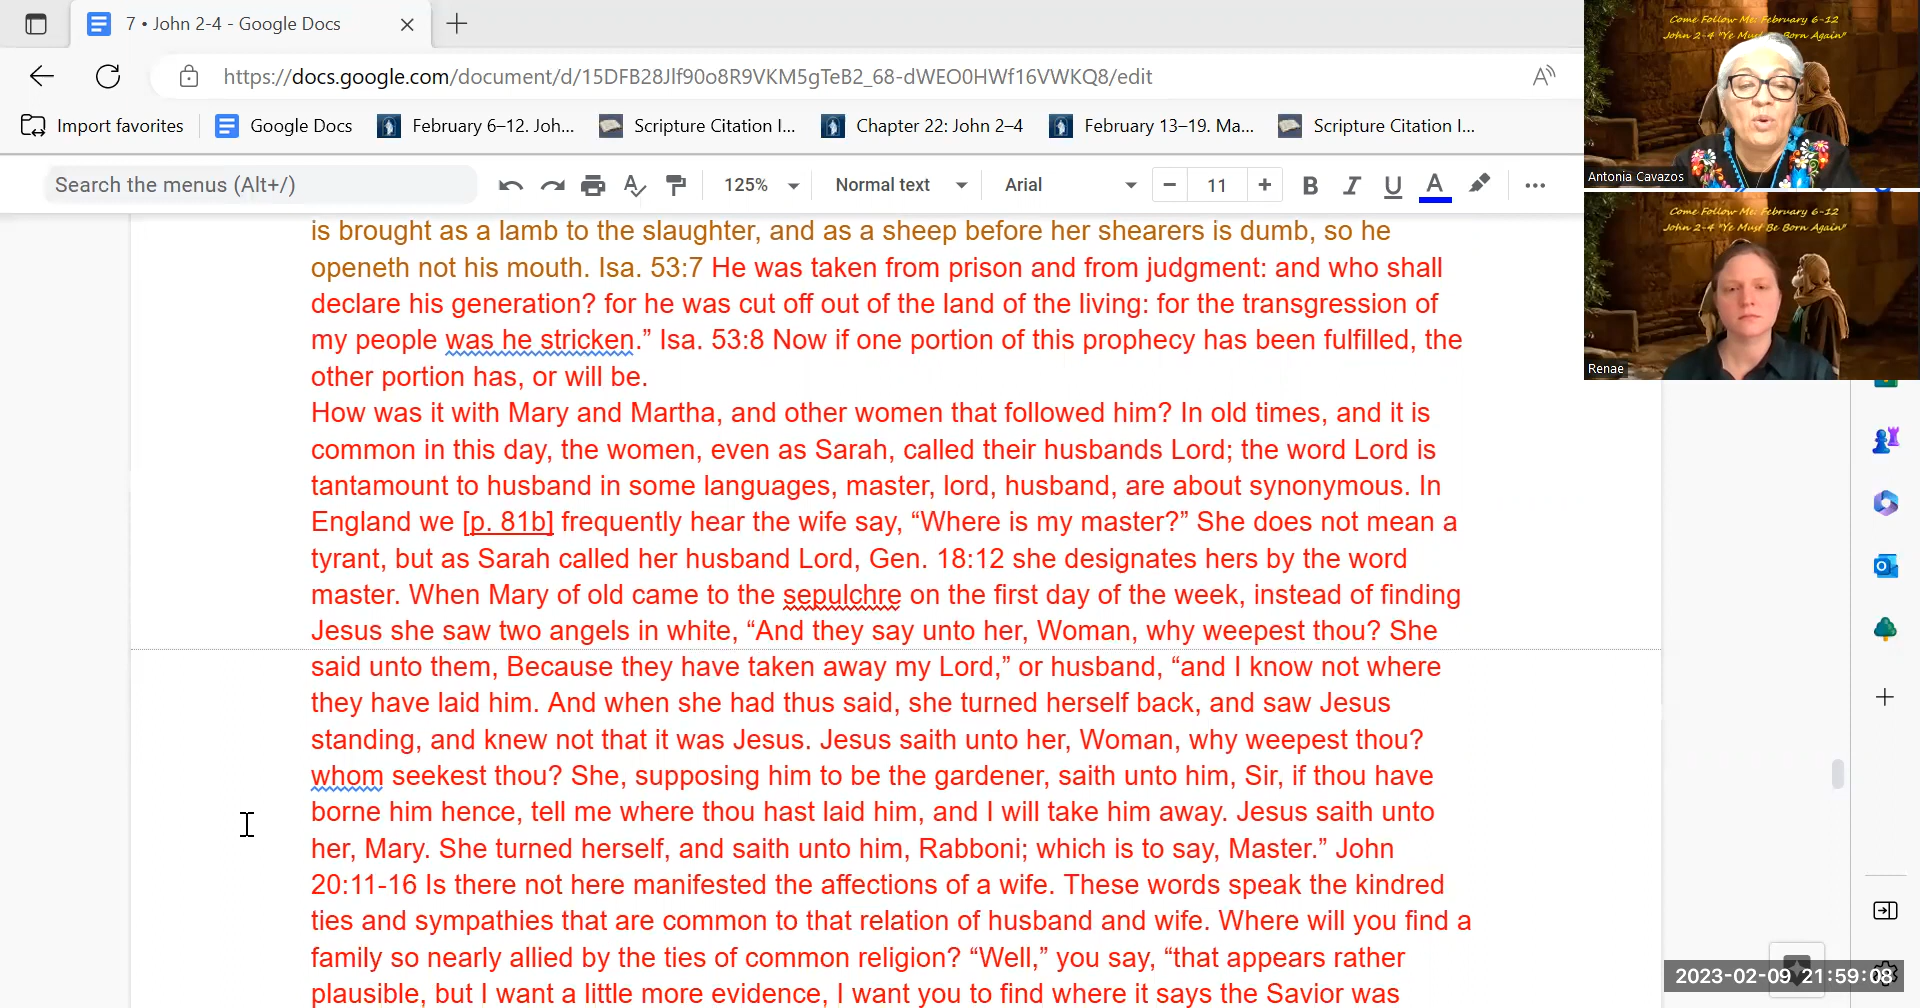 7 • John 2-4 - Google Docs
https://docs.google.com/document/d/15DFB28Jlf90o8R9VKM5gTeB2_68-dWEO0HWf16VWKQ8/edit
Import favorites
Google Docs
February 6–12. Joh...
Scripture Citation I...
Chapter 22: John 2–4
February 13–19. Ma...
Scripture Citation I...
Search the menus (Alt+/)
125%
Normal text
Arial
11
B
I
U
A
is brought as a lamb to the slaughter, and as a sheep before her shearers is dumb, so he
openeth not his mouth. Isa. 53:7 He was taken from prison and from judgment: and who shall
declare his generation? for he was cut off out of the land of the living: for the transgression of
my people was he stricken.” Isa. 53:8 Now if one portion of this prophecy has been fulfilled, the
other portion has, or will be.
How was it with Mary and Martha, and other women that followed him? In old times, and it is
common in this day, the women, even as Sarah, called their husbands Lord; the word Lord is
tantamount to husband in some languages, master, lord, husband, are about synonymous. In
England we [p. 81b] frequently hear the wife say, “Where is my master?” She does not mean a
tyrant, but as Sarah called her husband Lord, Gen. 18:12 she designates hers by the word
master. When Mary of old came to the sepulchre on the first day of the week, instead of finding
Jesus she saw two angels in white, “And they say unto her, Woman, why weepest thou? She
said unto them, Because they have taken away my Lord,” or husband, “and I know not where
they have laid him. And when she had thus said, she turned herself back, and saw Jesus
standing, and knew not that it was Jesus. Jesus saith unto her, Woman, why weepest thou?
whom seekest thou? She, supposing him to be the gardener, saith unto him, Sir, if thou have
borne him hence, tell me where thou hast laid him, and I will take him away. Jesus saith unto
her, Mary. She turned herself, and saith unto him, Rabboni; which is to say, Master.” John
20:11-16 Is there not here manifested the affections of a wife. These words speak the kindred
ties and sympathies that are common to that relation of husband and wife. Where will you find a
family so nearly allied by the ties of common religion? “Well,” you say, “that appears rather
plausible, but I want a little more evidence, I want you to find where it says the Savior was
Come Follow Me: February 6-12
John 2-4 "Ye Must Born Again"
Antonia Cavazos
Come Follow Me: February 6-12
John 2-4 "Ye Must Be Born Again"
Renae
2023-02-09 21:59:08